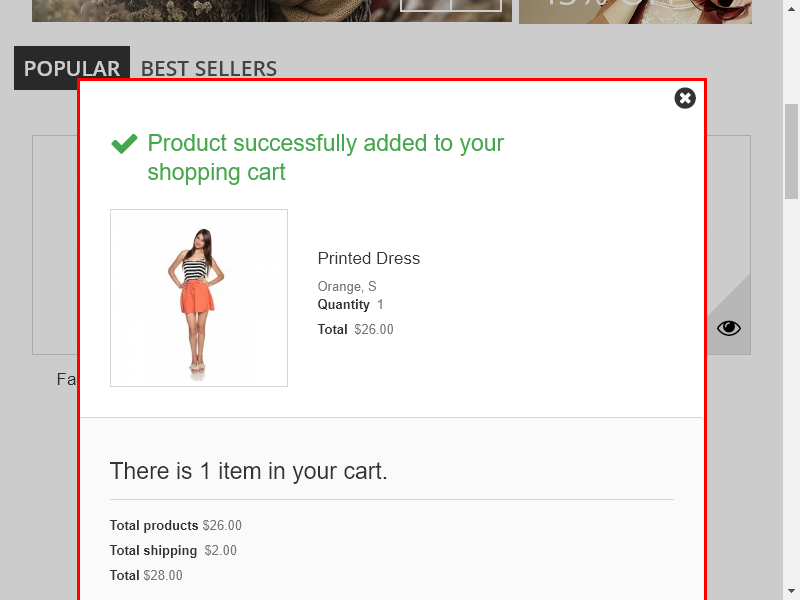 POPULAR BEST SELLERS
Product successfully added to your
shopping cart
Printed Dress
Orange, S
Quantity 1
Total $26.00
Fa
There is 1 item in your cart.
Total products $26.00
Total shipping $2.00
Total $28.00